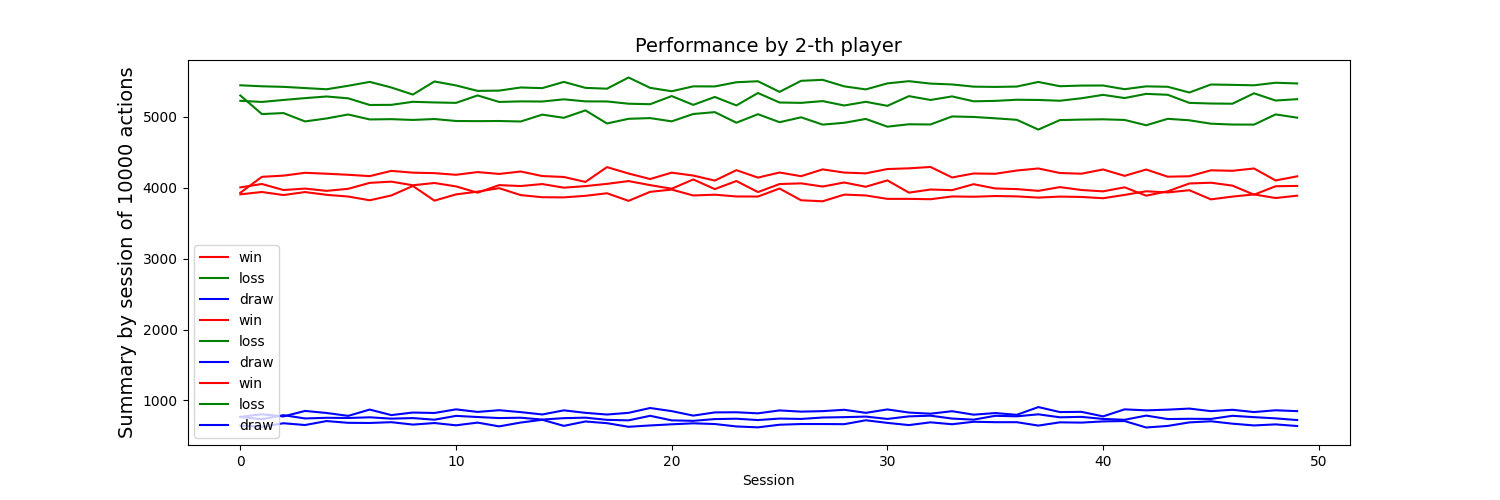 Performance by 2-th player
Summary by session of 10000 actions
5000
4000
3000
2000
1000
win
loss
draw
win
loss
draw
win
loss
draw
0
10
20
30
40
50
Session